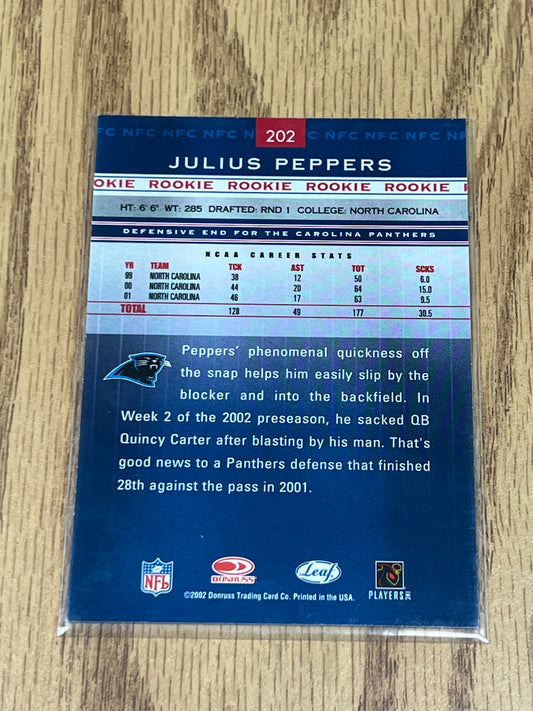 NFC NFC NFC NFC 202 NFC NFC NFC NFC
JULIUS PEPPERS
OKIE ROOKIE ROOKIE ROOKIE ROOKIE R
HT: 6' 6" WT: 285 DRAFTED: RND 1 COLLEGE: NORTH CAROLINA
DEFENSIVE END FOR THE CAROLINA PANTHERS
NCAA CAREER STATS
YR TEAM TCK AST TOT SCKS
99 NORTH CAROLINA 38 12 50 6.0
00 NORTH CAROLINA 44 20 64 15.0
01 NORTH CAROLINA 46 17 63 9.5
TOTAL 128 49 177 30.5
Peppers' phenomenal quickness off
the snap helps him easily slip by the
blocker and into the backfield. In
Week 2 of the 2002 preseason, he sacked QB
Quincy Carter after blasting by his man. That's
good news to a Panthers defense that finished
28th against the pass in 2001.
NFL DONRUSS Leaf PLAYERS INC
©2002 Donruss Trading Card Co. Printed in the USA.